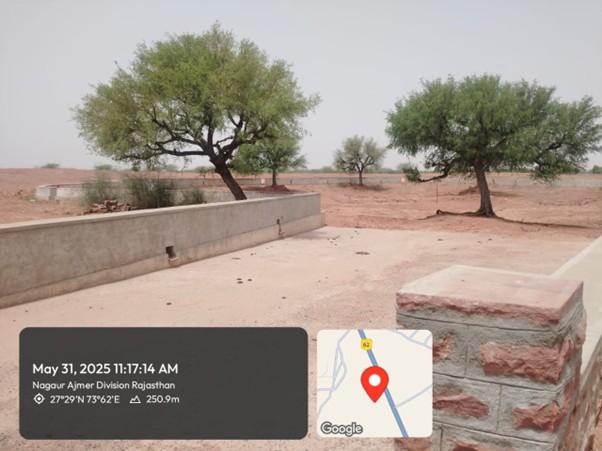 May 31, 2025 11:17:14 AM
Nagaur Ajmer Division Rajasthan
27°29'N 73°62'E 250.9m
62
Google